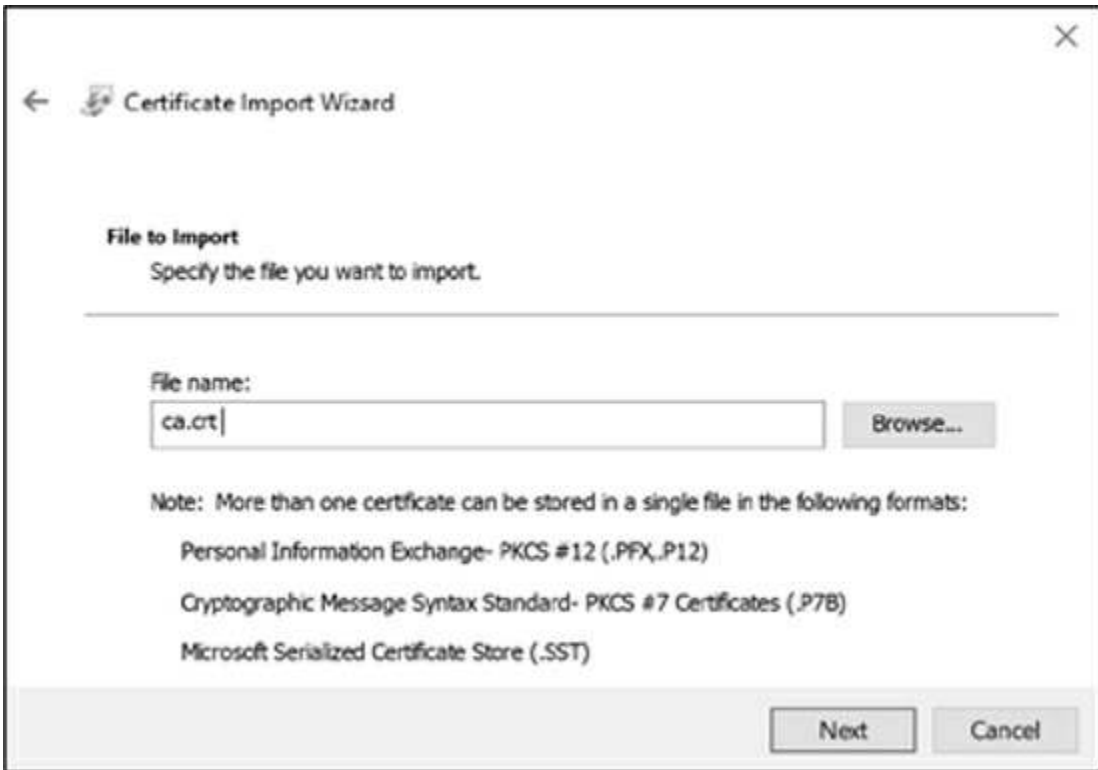 Certificate Import Wizard
File to Import
Specify the file you want to import.
File name:
ca.crt
Browse...
Note: More than one certificate can be stored in a single file in the following formats:
Personal Information Exchange- PKCS #12 (.PFX,.P12)
Cryptographic Message Syntax Standard- PKCS #7 Certificates (.P7B)
Microsoft Serialized Certificate Store (.SST)
Next
Cancel